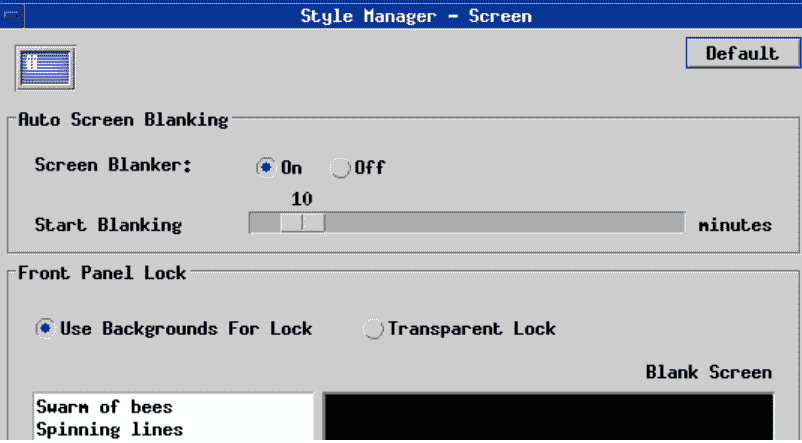 Style Manager - Screen
Default
Auto Screen Blanking
Screen Blanker: On Off
10
Start Blanking minutes
Front Panel Lock
Use Backgrounds For Lock Transparent Lock
Blank Screen
Swarm of bees
Spinning lines